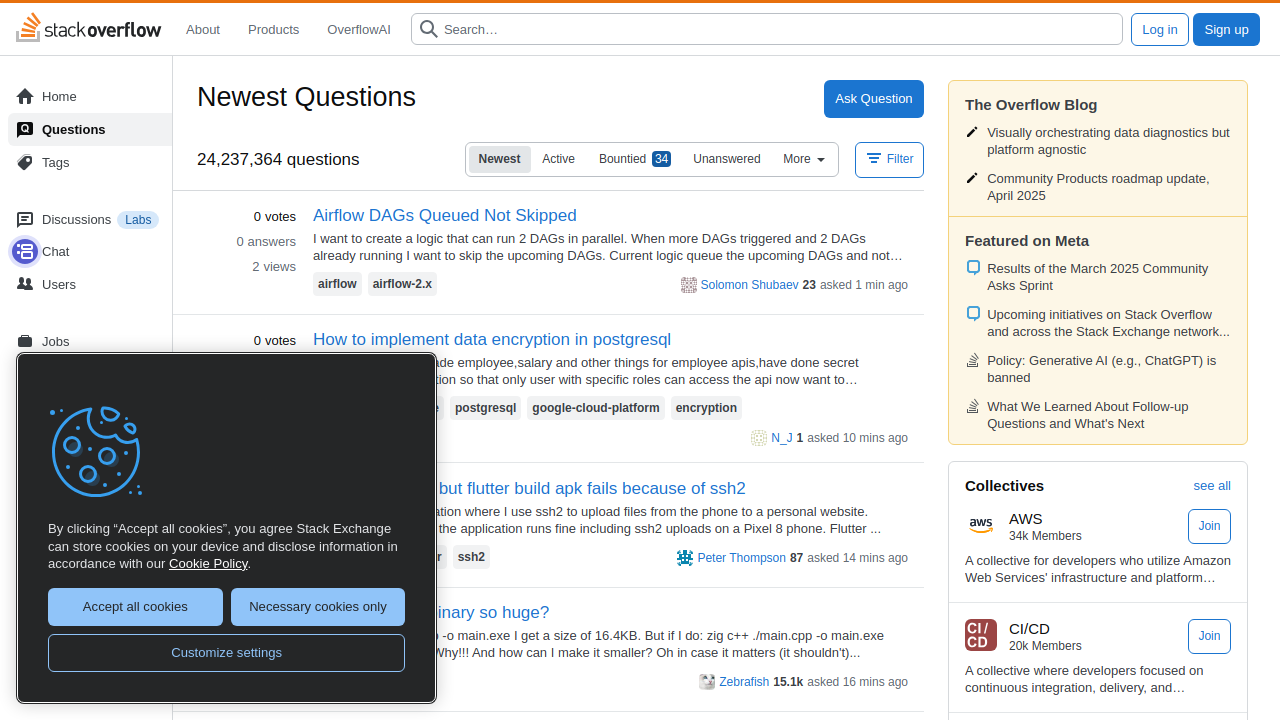 stack overflow
About
Products
OverflowAI
Search…
Log in
Sign up
Home
Questions
Tags
Discussions
Labs
Chat
Users
Jobs
Newest Questions
Ask Question
24,237,364 questions
Newest
Active
Bountied 34
Unanswered
More
Filter
0 votes
0 answers
2 views
Airflow DAGs Queued Not Skipped
I want to create a logic that can run 2 DAGs in parallel. When more DAGs triggered and 2 DAGs
already running I want to skip the upcoming DAGs. Current logic queue the upcoming DAGs and not…
airflow
airflow-2.x
Solomon Shubaev 23 asked 1 min ago
0 votes
How to implement data encryption in postgresql
employee,salary and other things for employee apis,have done secret
so that only user with specific roles can access the api now want to…
postgresql
google-cloud-platform
encryption
N_J 1 asked 10 mins ago
but flutter build apk fails because of ssh2
where I use ssh2 to upload files from the phone to a personal website.
the application runs fine including ssh2 uploads on a Pixel 8 phone. Flutter ...
ssh2
Peter Thompson 87 asked 14 mins ago
so huge?
-o main.exe I get a size of 16.4KB. But if I do: zig c++ ./main.cpp -o main.exe
Why!!! And how can I make it smaller? Oh in case it matters (it shouldn't)...
Zebrafish 15.1k asked 16 mins ago
The Overflow Blog
Visually orchestrating data diagnostics but
platform agnostic
Community Products roadmap update,
April 2025
Featured on Meta
Results of the March 2025 Community
Asks Sprint
Upcoming initiatives on Stack Overflow
and across the Stack Exchange network...
Policy: Generative AI (e.g., ChatGPT) is
banned
What We Learned About Follow-up
Questions and What's Next
Collectives
see all
aws
AWS
34k Members
Join
A collective for developers who utilize Amazon
Web Services' infrastructure and platform…
CI/
CD
CI/CD
20k Members
Join
A collective where developers focused on
continuous integration, delivery, and…
By clicking “Accept all cookies”, you agree Stack Exchange
can store cookies on your device and disclose information in
accordance with our Cookie Policy.
Accept all cookies
Necessary cookies only
Customize settings